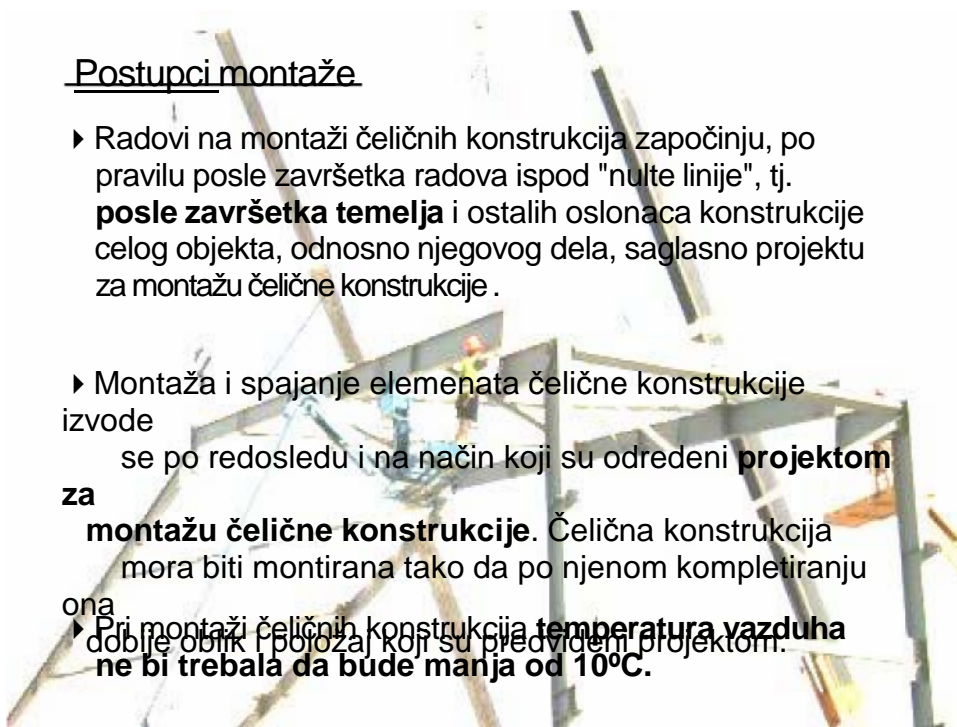 Postupci montaže
Radovi na montaži čeličnih konstrukcija započinju, po
pravilu posle završetka radova ispod "nulte linije", tj.
posle završetka temelja i ostalih oslonaca konstrukcije
celog objekta, odnosno njegovog dela, saglasno projektu
za montažu čelične konstrukcije .
Montaža i spajanje elemenata čelične konstrukcije
izvode
se po redosledu i na način koji su odredeni projektom
za
montažu čelične konstrukcije. Čelična konstrukcija
mora biti montirana tako da po njenom kompletiranju
ona
dobije oblik i položaj koji su predvideni projektom.
Pri montaži čeličnih konstrukcija temperatura vazduha
ne bi trebala da bude manja od 10ºC.